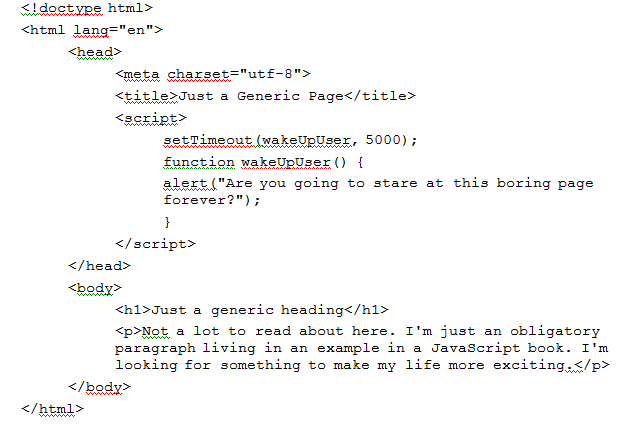 <!doctype html>
<html lang="en">
<head>
<meta charset="utf-8">
<title>Just a Generic Page</title>
<script>
setTimeout(wakeUpUser, 5000);
function wakeUpUser() {
alert("Are you going to stare at this boring page
forever?");
}
</script>
</head>
<body>
<h1>Just a generic heading</h1>
<p>Not a lot to read about here. I'm just an obligatory
paragraph living in an example in a JavaScript book. I'm
looking for something to make my life more exciting.</p>
</body>
</html>